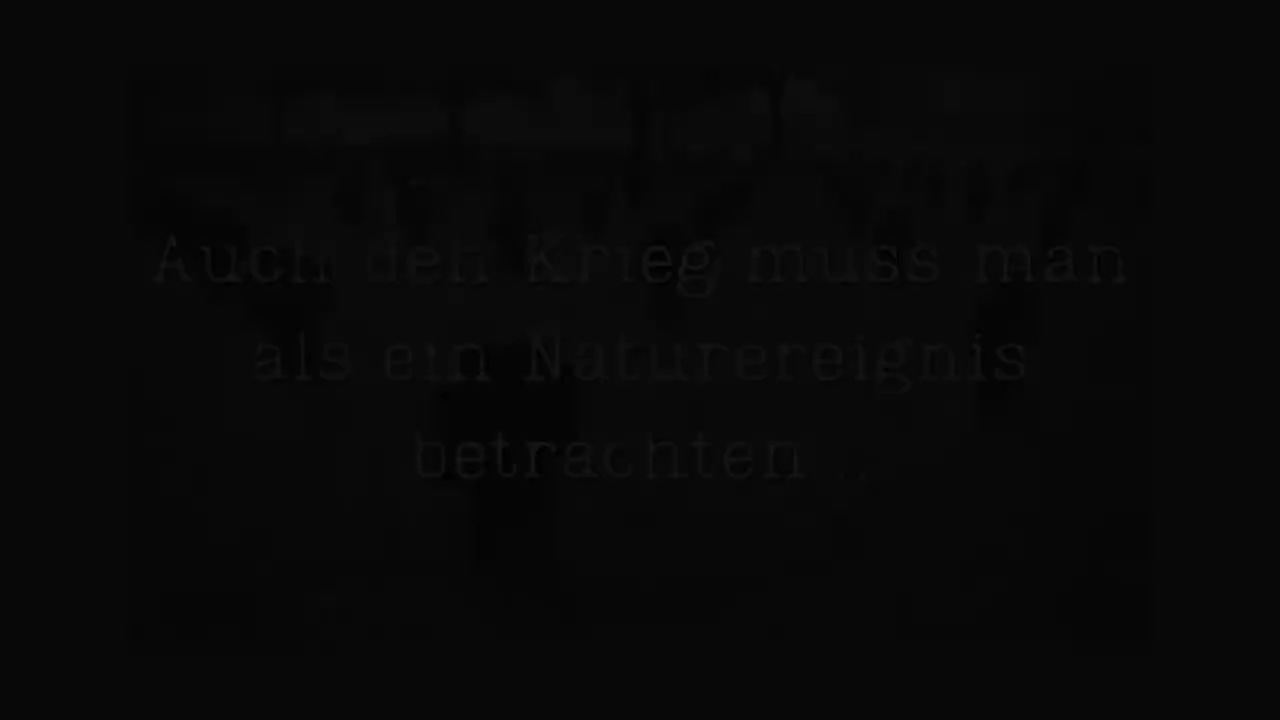 Auch den Krieg muss man
als ein Naturereignis
betrachten ..